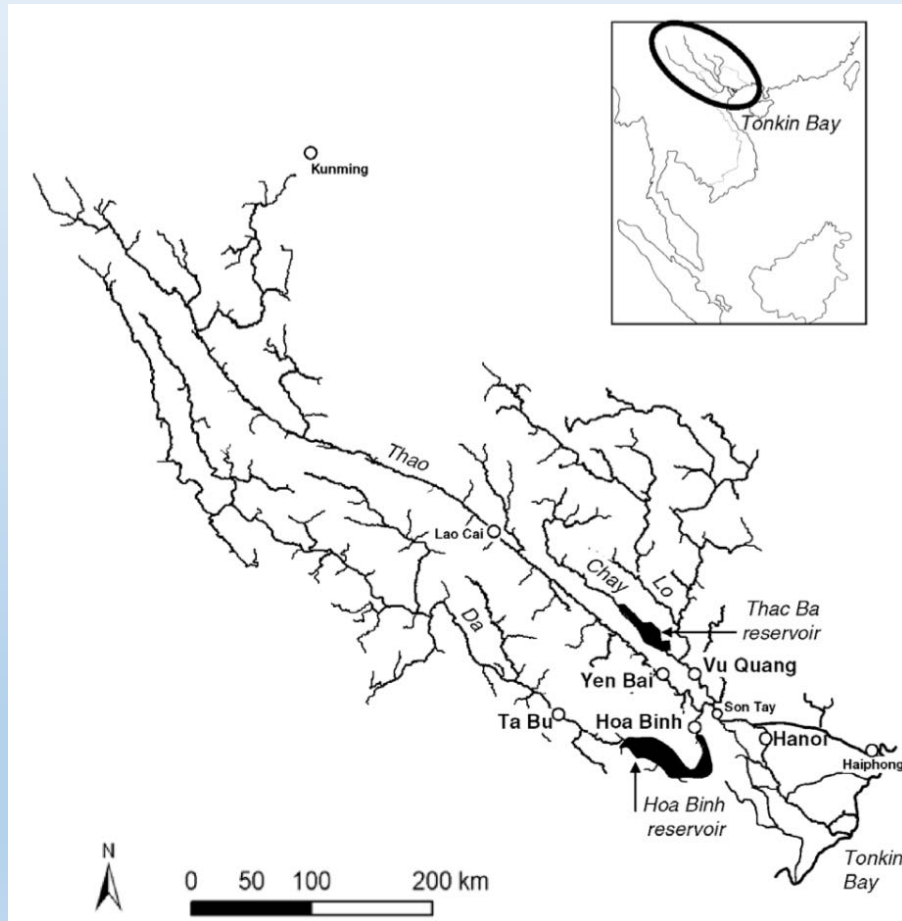 Tonkin Bay
Kunming
Thao
Lao Cai
Chay
Lo
Da
Thac Ba
reservoir
Yen Bai
Vu Quang
Son Tay
Ta Bu
Hoa Binh
Hanoi
Haiphong
Hoa Binh
reservoir
Tonkin
Bay
N
0 50 100 200 km